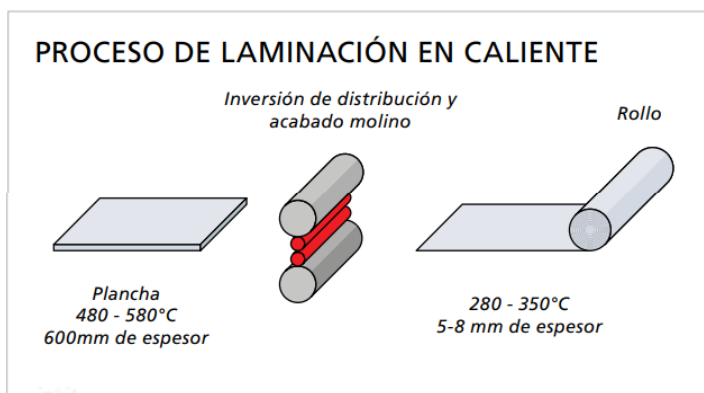 PROCESO DE LAMINACIÓN EN CALIENTE
Inversión de distribución y
acabado molino
Rollo
Plancha
480 - 580°C
600mm de espesor
280 - 350°C
5-8 mm de espesor